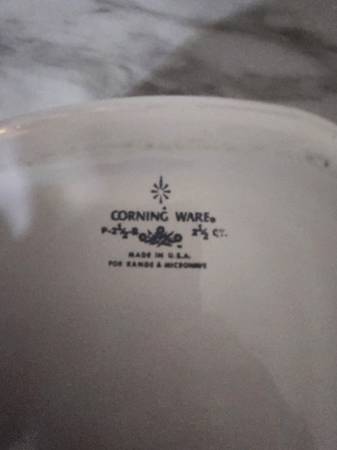 CORNING WARE®
P-2½-B 2½ QT.
MADE IN U.S.A.
FOR RANGE & MICROWAVE